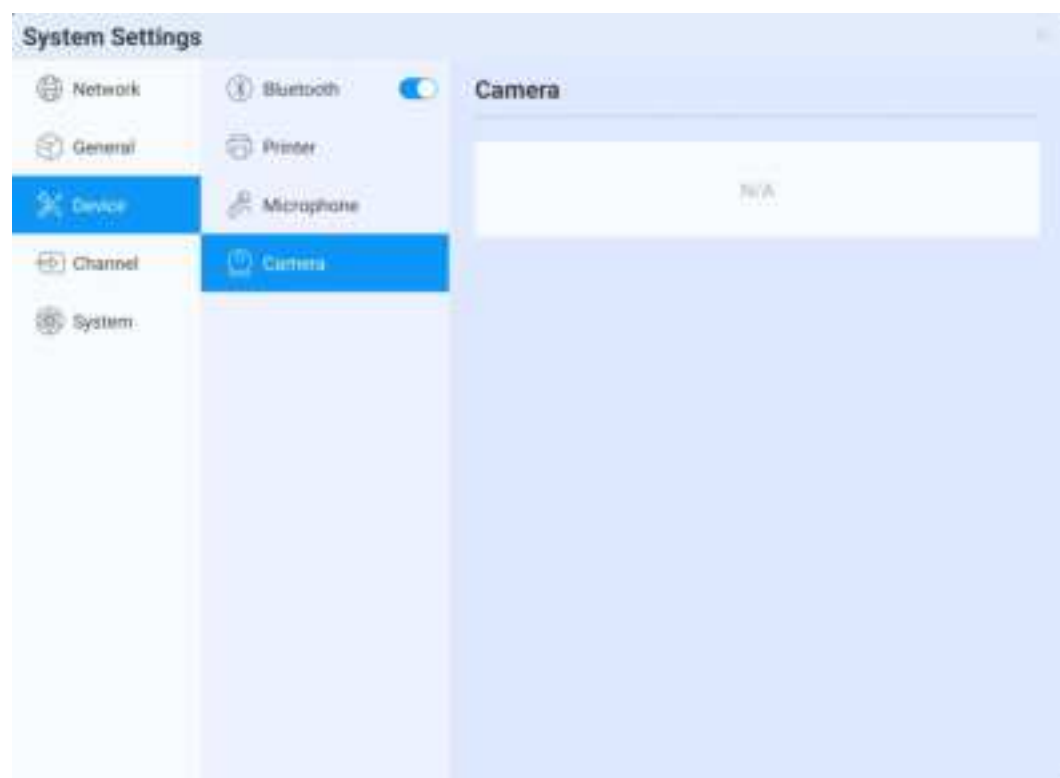 System Settings
Network
General
Device
Channel
System
Bluetooth
Printer
Microphone
Camera
Camera
N/A